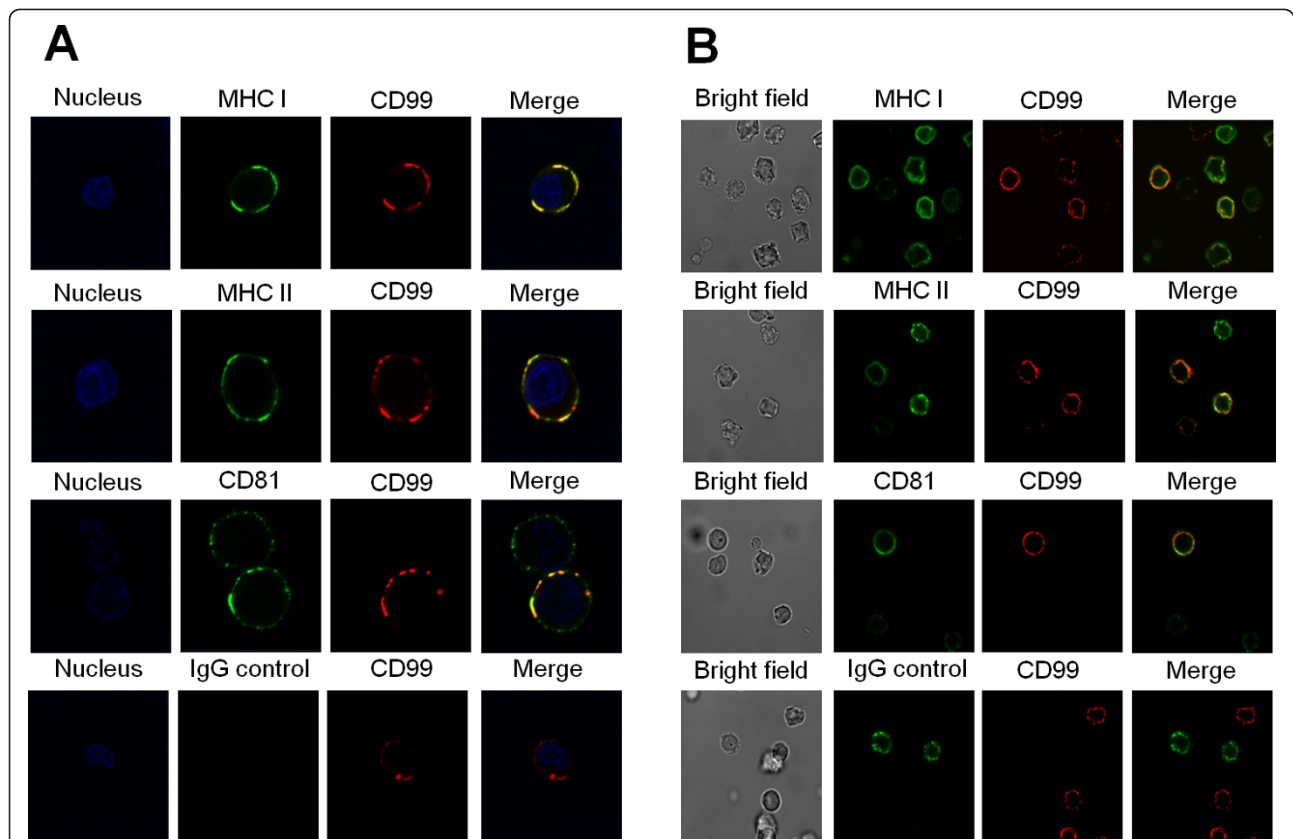 A
Nucleus MHC I CD99 Merge
Nucleus MHC II CD99 Merge
Nucleus CD81 CD99 Merge
Nucleus IgG control CD99 Merge
B
Bright field MHC I CD99 Merge
Bright field MHC II CD99 Merge
Bright field CD81 CD99 Merge
Bright field IgG control CD99 Merge